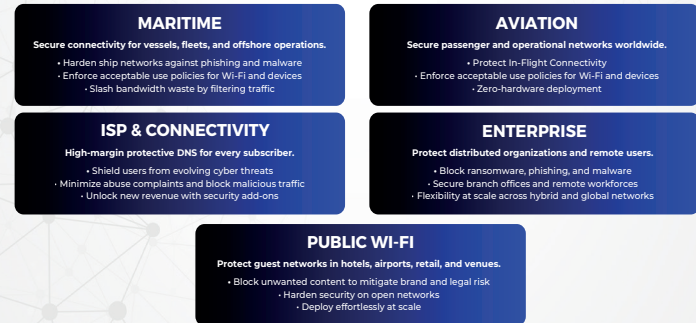 MARITIME
Secure connectivity for vessels, fleets, and offshore operations.
• Harden ship networks against phishing and malware
• Enforce acceptable use policies for Wi-Fi and devices
• Slash bandwidth waste by filtering traffic
AVIATION
Secure passenger and operational networks worldwide.
• Protect In-Flight Connectivity
• Enforce acceptable use policies for Wi-Fi and devices
• Zero-hardware deployment
ISP & CONNECTIVITY
High-margin protective DNS for every subscriber.
• Shield users from evolving cyber threats
• Minimize abuse complaints and block malicious traffic
• Unlock new revenue with security add-ons
ENTERPRISE
Protect distributed organizations and remote users.
• Block ransomware, phishing, and malware
• Secure branch offices and remote workforces
• Flexibility at scale across hybrid and global networks
PUBLIC WI-FI
Protect guest networks in hotels, airports, retail, and venues.
• Block unwanted content to mitigate brand and legal risk
• Harden security on open networks
• Deploy effortlessly at scale